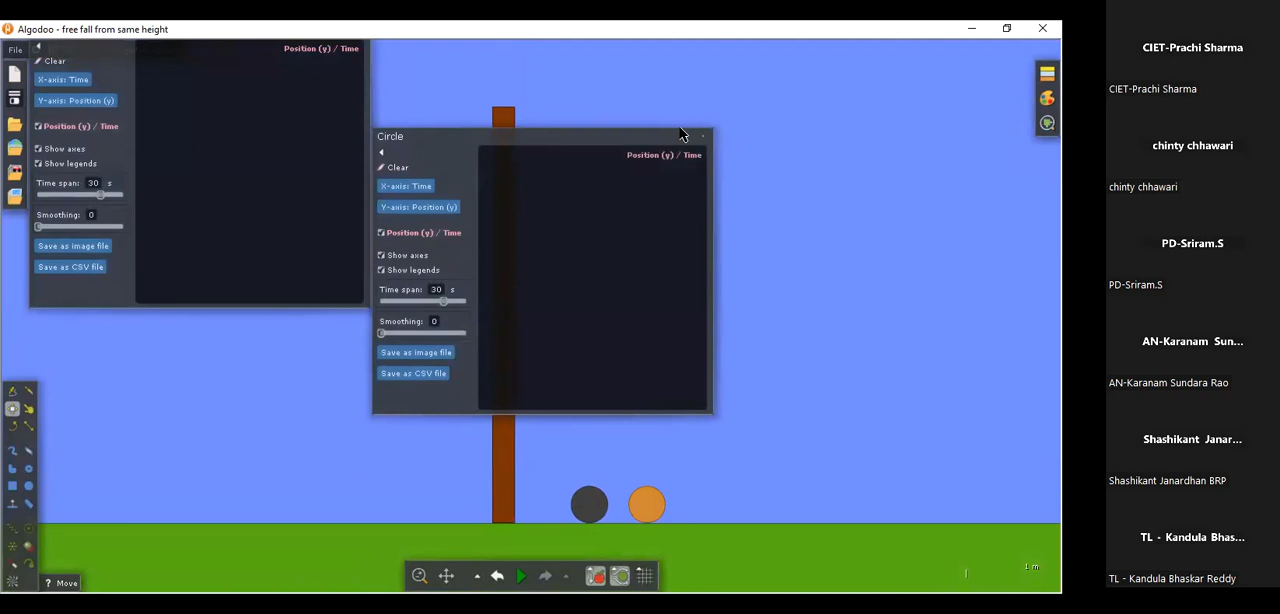 Algodoo - free fall from same height
File
Clear
X-axis: Time
Y-axis: Position (y)
Position (y) / Time
Show axes
Show legends
Time span: 30 s
Smoothing: 0
Save as image file
Save as CSV file
Position (y) / Time
Circle
Clear
X-axis: Time
Y-axis: Position (y)
Position (y) / Time
Show axes
Show legends
Time span: 30 s
Smoothing: 0
Save as image file
Save as CSV file
Position (y) / Time
? Move
1 m
CIET-Prachi Sharma
CIET-Prachi Sharma
chinty chhawari
chinty chhawari
PD-Sriram.S
PD-Sriram.S
AN-Karanam Sun...
AN-Karanam Sundara Rao
Shashikant Janar...
Shashikant Janardhan BRP
TL - Kandula Bhas...
TL - Kandula Bhaskar Reddy